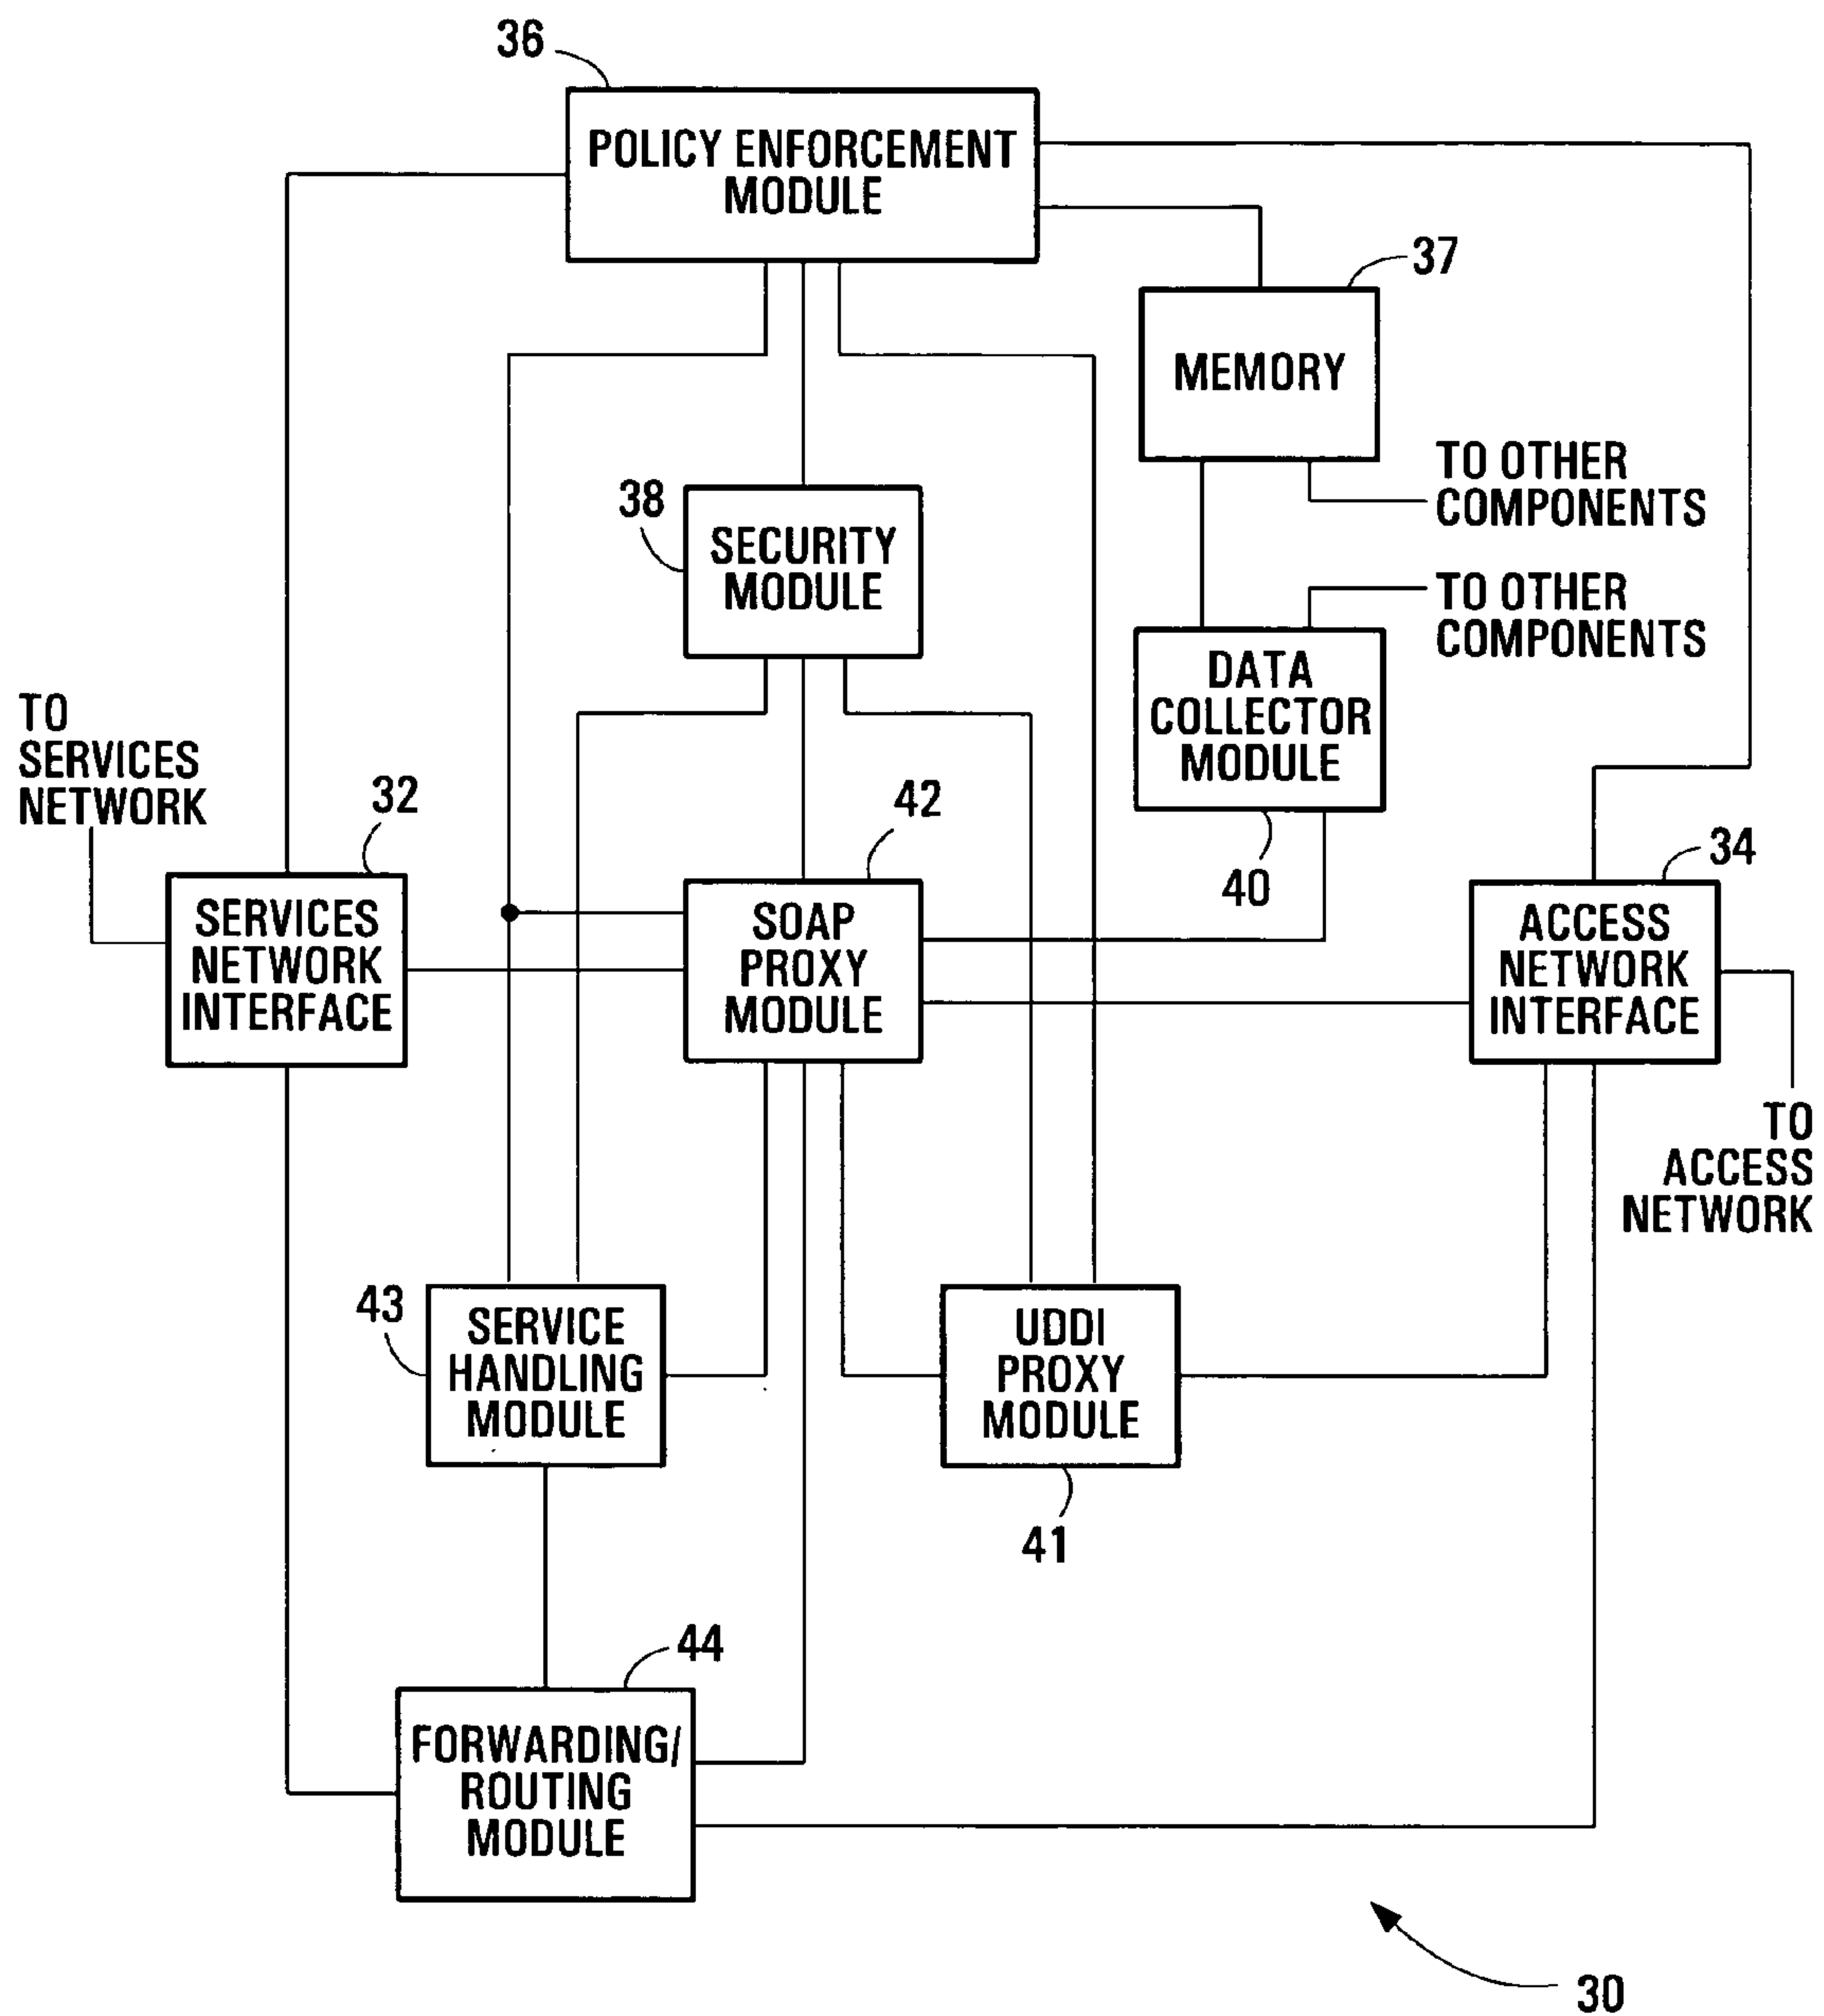 36
POLICY ENFORCEMENT
MODULE
37
MEMORY
TO OTHER
COMPONENTS
38
SECURITY
MODULE
TO OTHER
COMPONENTS
DATA
COLLECTOR
MODULE
40
TO
SERVICES
NETWORK
32
SERVICES
NETWORK
INTERFACE
42
SOAP
PROXY
MODULE
34
ACCESS
NETWORK
INTERFACE
TO
ACCESS
NETWORK
43
SERVICE
HANDLING
MODULE
UDDI
PROXY
MODULE
41
44
FORWARDING/
ROUTING
MODULE
30